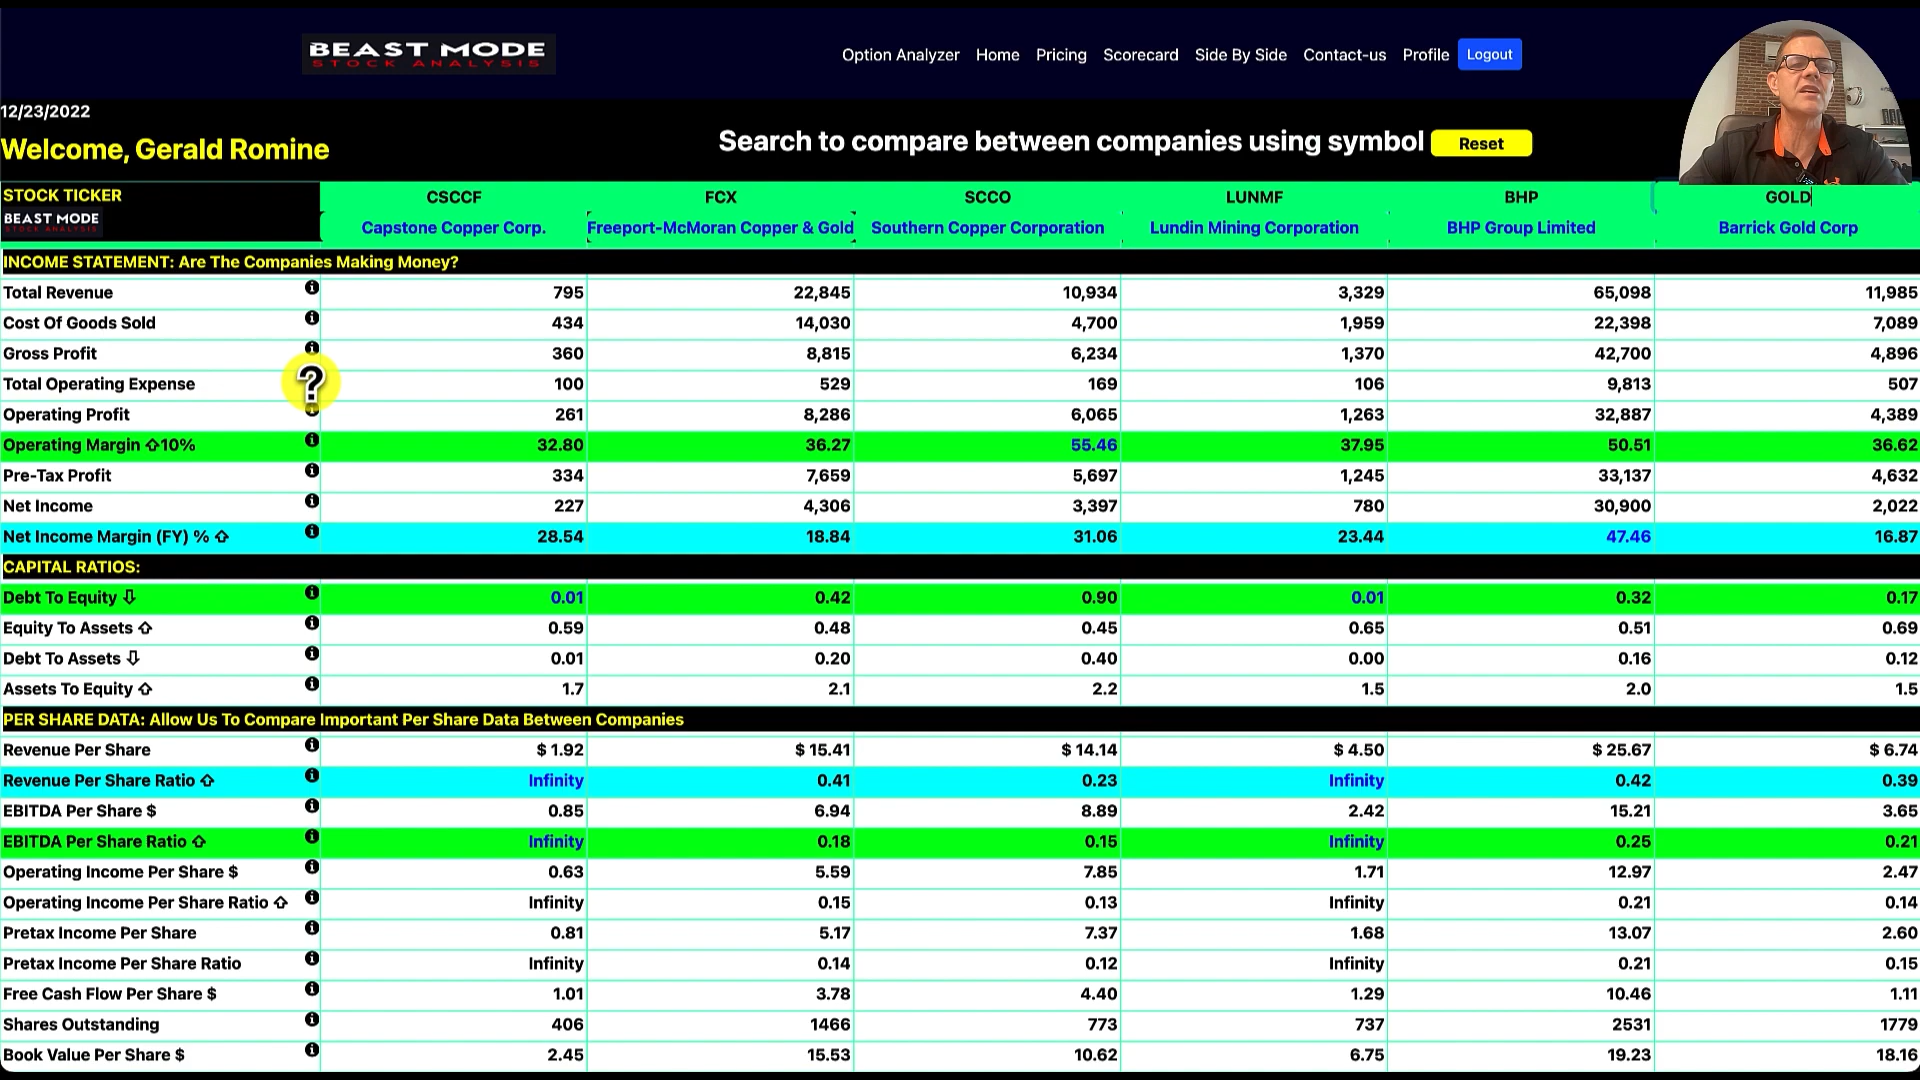 BEAST MODE
STOCK ANALYSIS
Option Analyzer Home Pricing Scorecard Side By Side Contact-us Profile Logout
12/23/2022
Welcome, Gerald Romine
Search to compare between companies using symbol Reset
STOCK TICKER CSCCF FCX SCCO LUNMF BHP GOLD
BEAST MODE
STOCK ANALYSIS
Capstone Copper Corp. Freeport-McMoran Copper & Gold Southern Copper Corporation Lundin Mining Corporation BHP Group Limited Barrick Gold Corp
INCOME STATEMENT: Are The Companies Making Money?
Total Revenue 795 22,845 10,934 3,329 65,098 11,985
Cost Of Goods Sold 434 14,030 4,700 1,959 22,398 7,089
Gross Profit 360 8,815 6,234 1,370 42,700 4,896
Total Operating Expense ? 100 529 169 106 9,813 507
Operating Profit 261 8,286 6,065 1,263 32,887 4,389
Operating Margin ⇧10% 32.80 36.27 55.46 37.95 50.51 36.62
Pre-Tax Profit 334 7,659 5,697 1,245 33,137 4,632
Net Income 227 4,306 3,397 780 30,900 2,022
Net Income Margin (FY) % ⇧ 28.54 18.84 31.06 23.44 47.46 16.87
CAPITAL RATIOS:
Debt To Equity ⇩ 0.01 0.42 0.90 0.01 0.32 0.17
Equity To Assets ⇧ 0.59 0.48 0.45 0.65 0.51 0.69
Debt To Assets ⇩ 0.01 0.20 0.40 0.00 0.16 0.12
Assets To Equity ⇧ 1.7 2.1 2.2 1.5 2.0 1.5
PER SHARE DATA: Allow Us To Compare Important Per Share Data Between Companies
Revenue Per Share $ 1.92 $ 15.41 $ 14.14 $ 4.50 $ 25.67 $ 6.74
Revenue Per Share Ratio ⇧ Infinity 0.41 0.23 Infinity 0.42 0.39
EBITDA Per Share $ 0.85 6.94 8.89 2.42 15.21 3.65
EBITDA Per Share Ratio ⇧ Infinity 0.18 0.15 Infinity 0.25 0.21
Operating Income Per Share $ 0.63 5.59 7.85 1.71 12.97 2.47
Operating Income Per Share Ratio ⇧ Infinity 0.15 0.13 Infinity 0.21 0.14
Pretax Income Per Share 0.81 5.17 7.37 1.68 13.07 2.60
Pretax Income Per Share Ratio Infinity 0.14 0.12 Infinity 0.21 0.15
Free Cash Flow Per Share $ 1.01 3.78 4.40 1.29 10.46 1.11
Shares Outstanding 406 1466 773 737 2531 1779
Book Value Per Share $ 2.45 15.53 10.62 6.75 19.23 18.16